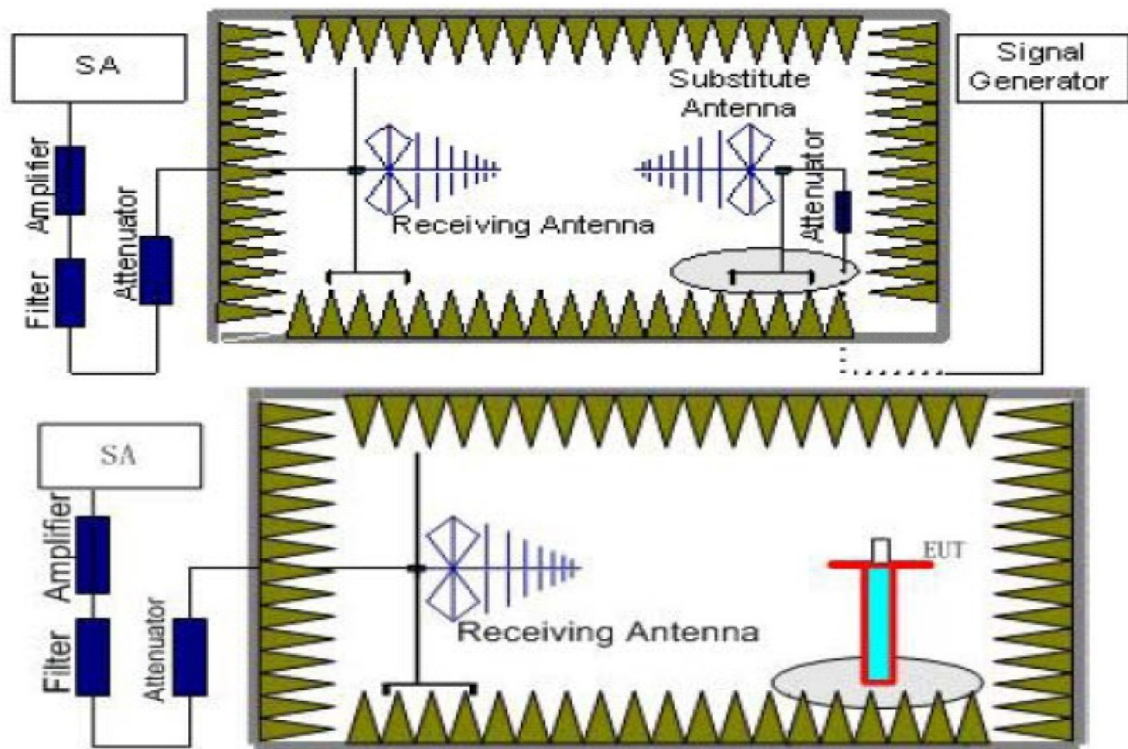 SA
Signal
Generator
Substitute
Antenna
Amplifier
Attenuator
Attenuator
Receiving Antenna
Filter
SA
Amplifier
EUT
Receiving Antenna
Filter
Attenuator